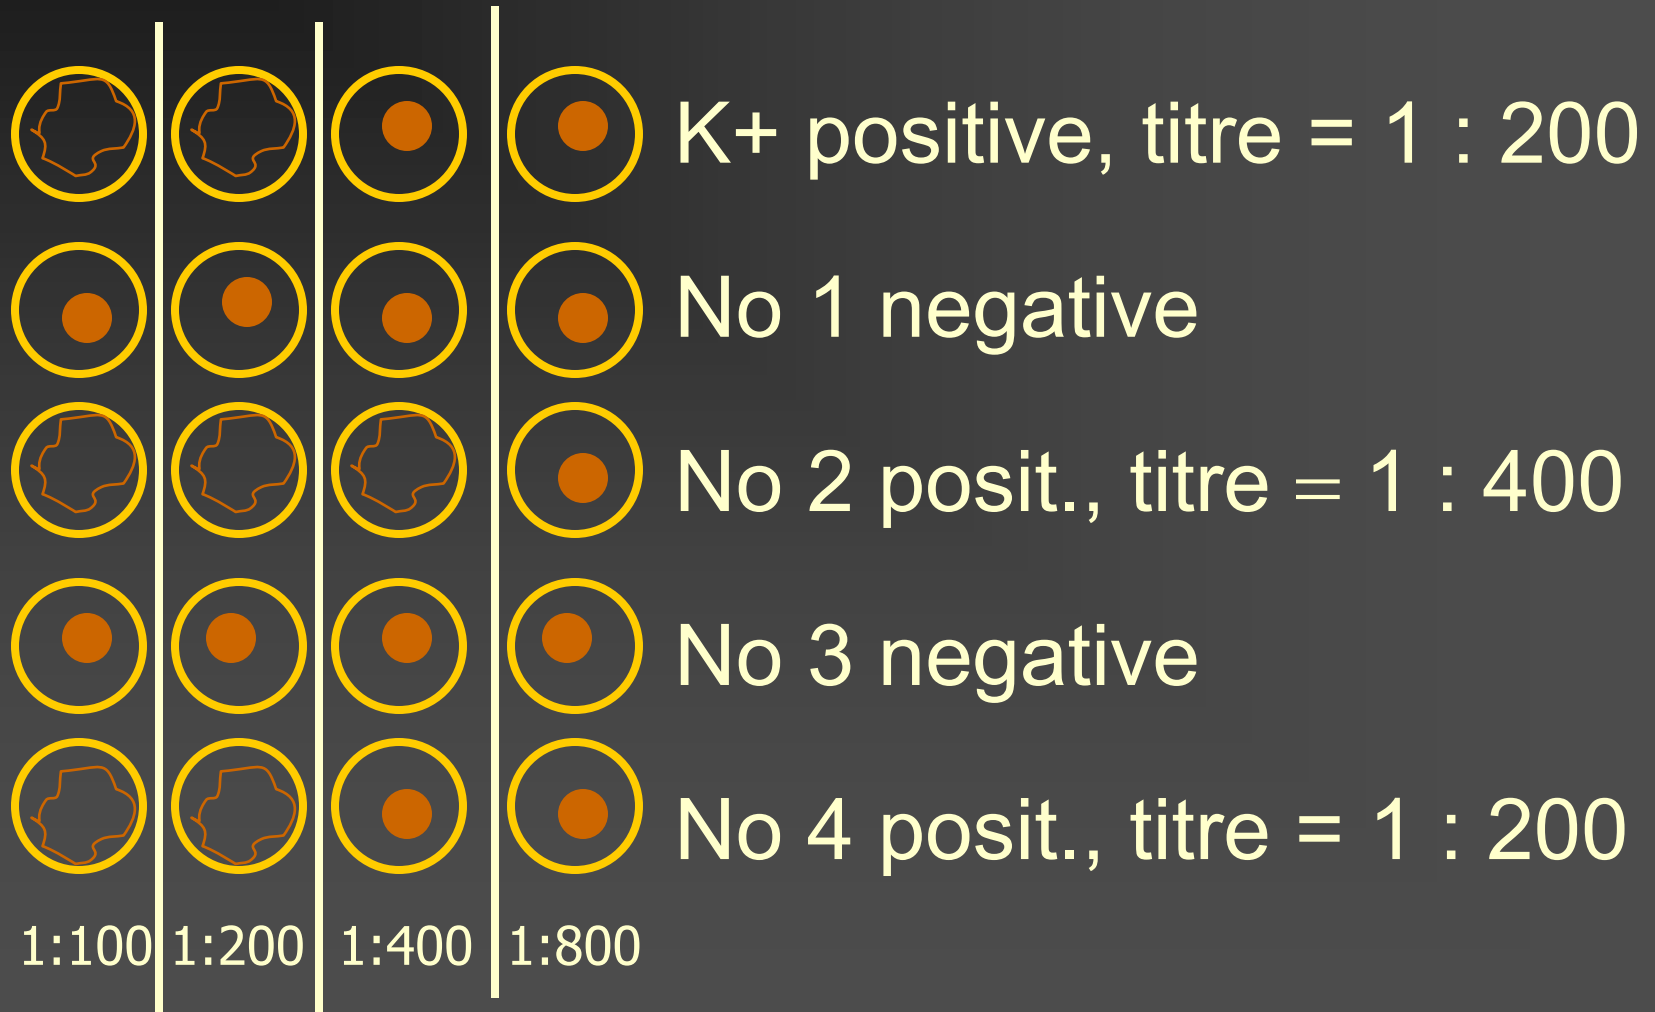 K+ positive, titre = 1 : 200
No 1 negative
No 2 posit., titre = 1 : 400
No 3 negative
No 4 posit., titre = 1 : 200
1:100 1:200 1:400 1:800